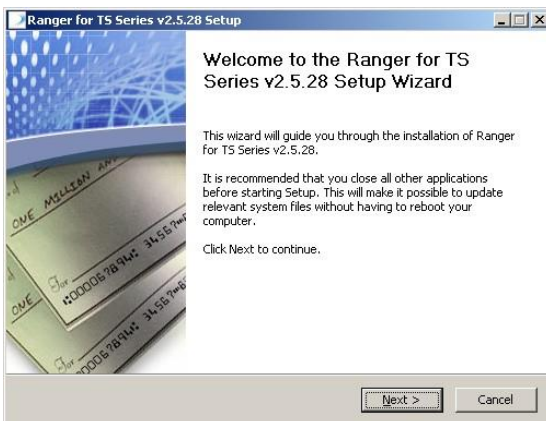 Ranger for TS Series v2.5.28 Setup
Welcome to the Ranger for TS
Series v2.5.28 Setup Wizard
This wizard will guide you through the installation of Ranger
for TS Series v2.5.28.
It is recommended that you close all other applications
before starting Setup. This will make it possible to update
relevant system files without having to reboot your
computer.
Click Next to continue.
ONE MILLION AN
For
ONE
For
Next >
Cancel